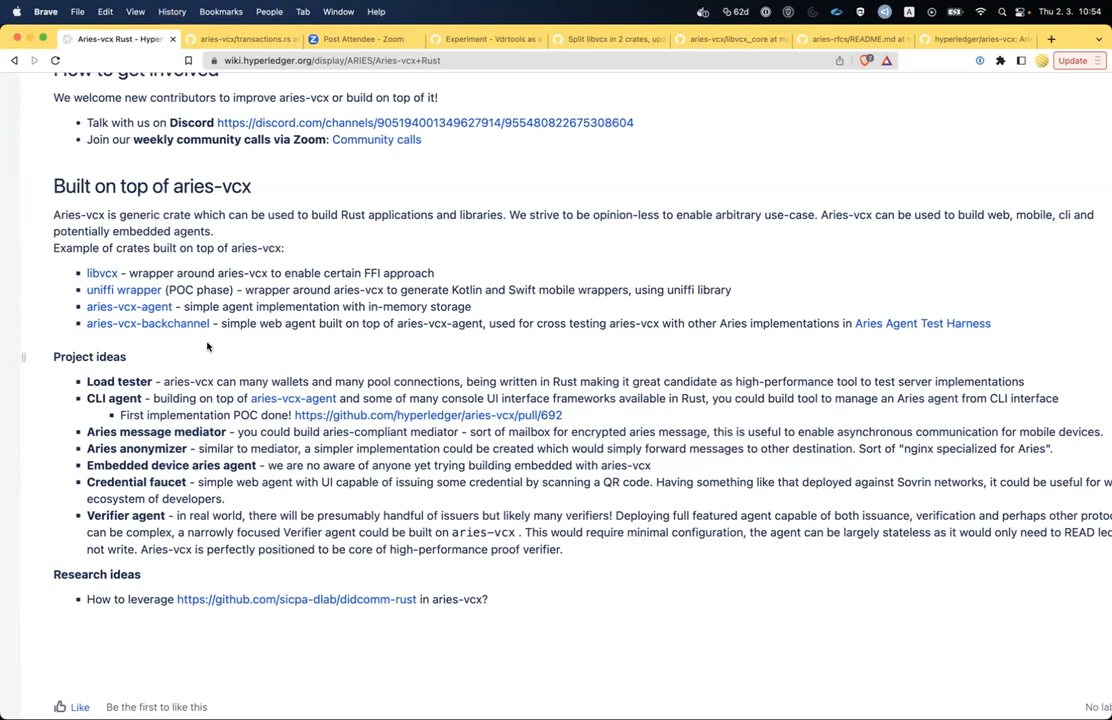 Brave File Edit View History Bookmarks People Tab Window Help 62d A Thu 2. 3. 10:54
Aries-vcx Rust - Hyper aries-vcx/transactions.rs a Post Attendee - Zoom Experiment - Vdrtools as a Split libvcx in 2 crates, upd aries-vcx/libvcx_core at m aries-rfcs/README.md at hyperledger/aries-vcx: Arie
wiki.hyperledger.org/display/ARIES/Aries-vcx+Rust 2 Update
How to get involved
We welcome new contributors to improve aries-vcx or build on top of it!
Talk with us on Discord https://discord.com/channels/905194001349627914/955480822675308604
Join our weekly community calls via Zoom: Community calls
Built on top of aries-vcx
Aries-vcx is generic crate which can be used to build Rust applications and libraries. We strive to be opinion-less to enable arbitrary use-case. Aries-vcx can be used to build web, mobile, cli and
potentially embedded agents.
Example of crates built on top of aries-vcx:
libvcx - wrapper around aries-vcx to enable certain FFI approach
uniffi wrapper (POC phase) - wrapper around aries-vcx to generate Kotlin and Swift mobile wrappers, using uniffi library
aries-vcx-agent - simple agent implementation with in-memory storage
aries-vcx-backchannel - simple web agent built on top of aries-vcx-agent, used for cross testing aries-vcx with other Aries implementations in Aries Agent Test Harness
Project ideas
Load tester - aries-vcx can many wallets and many pool connections, being written in Rust making it great candidate as high-performance tool to test server implementations
CLI agent - building on top of aries-vcx-agent and some of many console UI interface frameworks available in Rust, you could build tool to manage an Aries agent from CLI interface
First implementation POC done! https://github.com/hyperledger/aries-vcx/pull/692
Aries message mediator - you could build aries-compliant mediator - sort of mailbox for encrypted aries message, this is useful to enable asynchronous communication for mobile devices.
Aries anonymizer - similar to mediator, a simpler implementation could be created which would simply forward messages to other destination. Sort of "nginx specialized for Aries".
Embedded device aries agent - we are no aware of anyone yet trying building embedded with aries-vcx
Credential faucet - simple web agent with UI capable of issuing some credential by scanning a QR code. Having something like that deployed against Sovrin networks, it could be useful for w
ecosystem of developers.
Verifier agent - in real world, there will be presumably handful of issuers but likely many verifiers! Deploying full featured agent capable of both issuance, verification and perhaps other protoc
can be complex, a narrowly focused Verifier agent could be built on aries-vcx . This would require minimal configuration, the agent can be largely stateless as it would only need to READ led
not write. Aries-vcx is perfectly positioned to be core of high-performance proof verifier.
Research ideas
How to leverage https://github.com/sicpa-dlab/didcomm-rust in aries-vcx?
Like Be the first to like this No lab